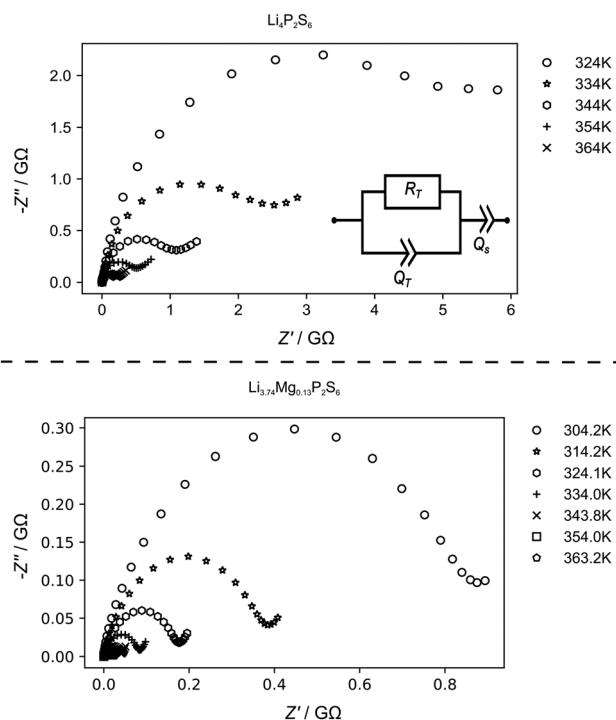 Li₄P₂S₆
324K
334K
344K
354K
364K
2.0
1.5
1.0
0.5
0.0
-Z″ / GΩ
R_T
Q_T
Q_s
0 1 2 3 4 5 6
Z′ / GΩ
Li₃.₇₄Mg₀.₁₃P₂S₆
304.2K
314.2K
324.1K
334.0K
343.8K
354.0K
363.2K
0.30
0.25
0.20
0.15
0.10
0.05
0.00
-Z″ / GΩ
0.0 0.2 0.4 0.6 0.8
Z′ / GΩ